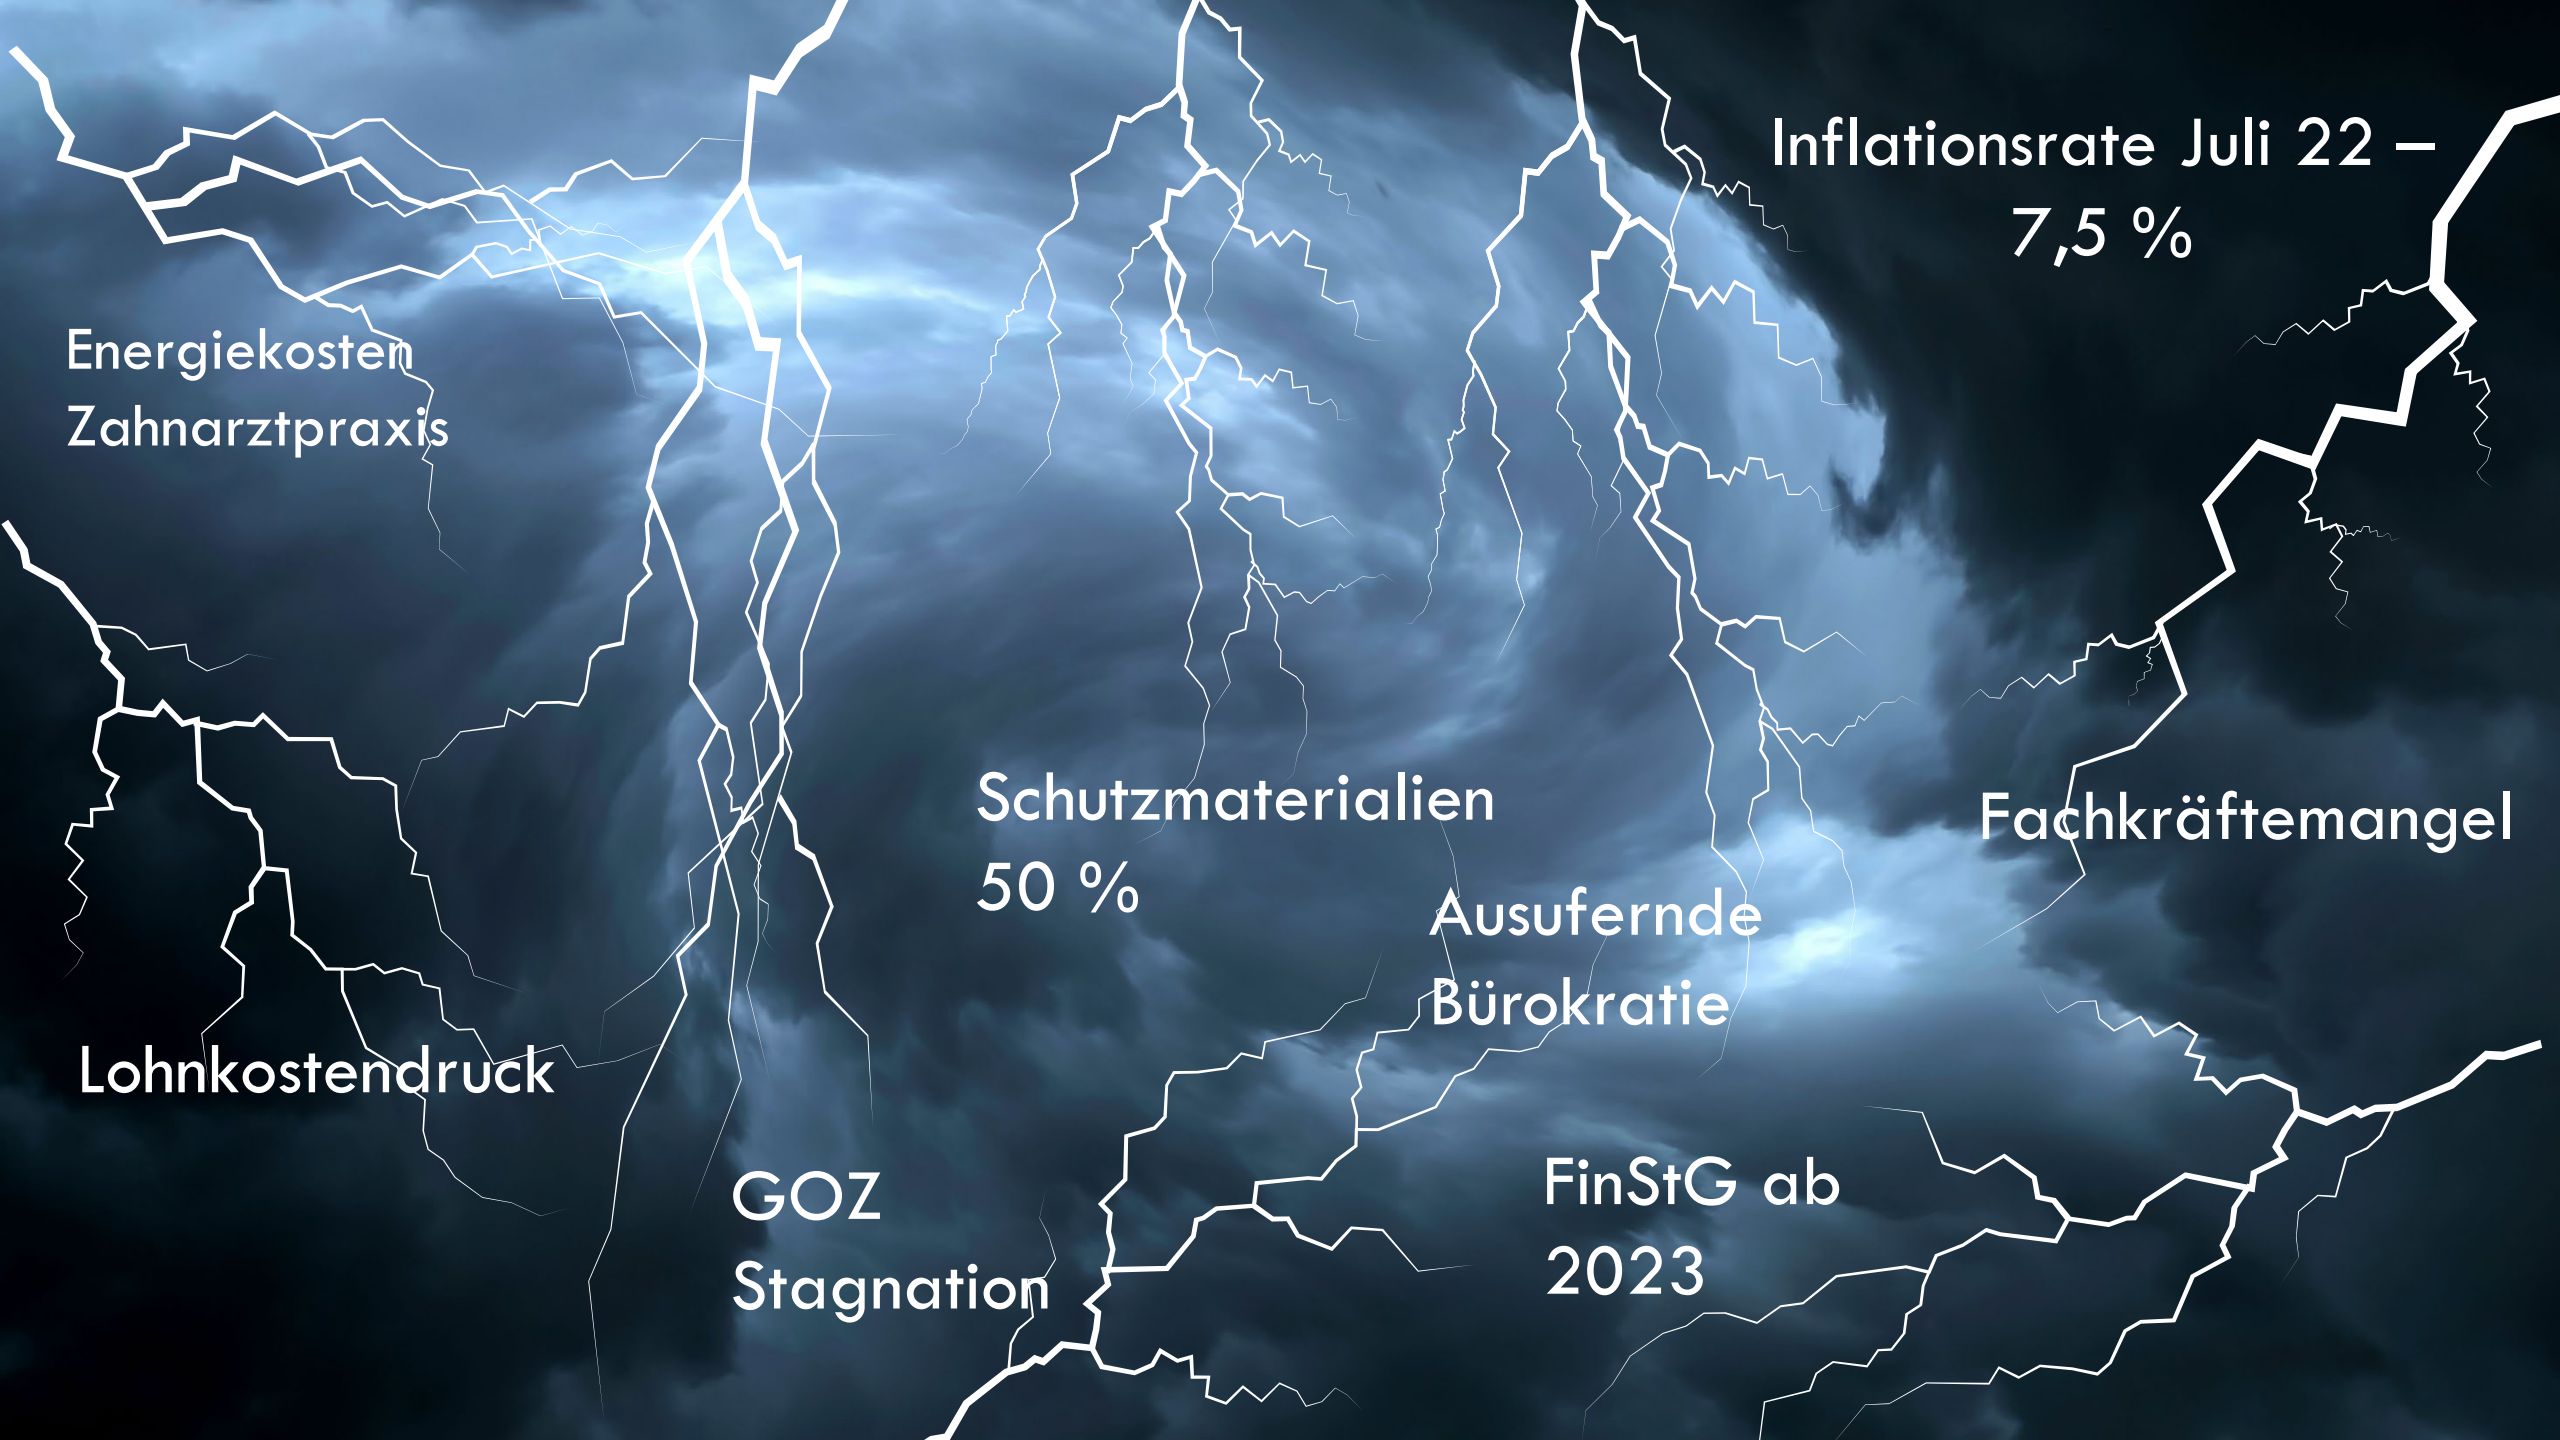 Inflationsrate Juli 22 –
7,5 %
Energiekosten
Zahnarztpraxis
Schutzmaterialien
50 %
Fachkräftemangel
Ausufernde
Bürokratie
Lohnkostendruck
GOZ
Stagnation
FinStG ab
2023